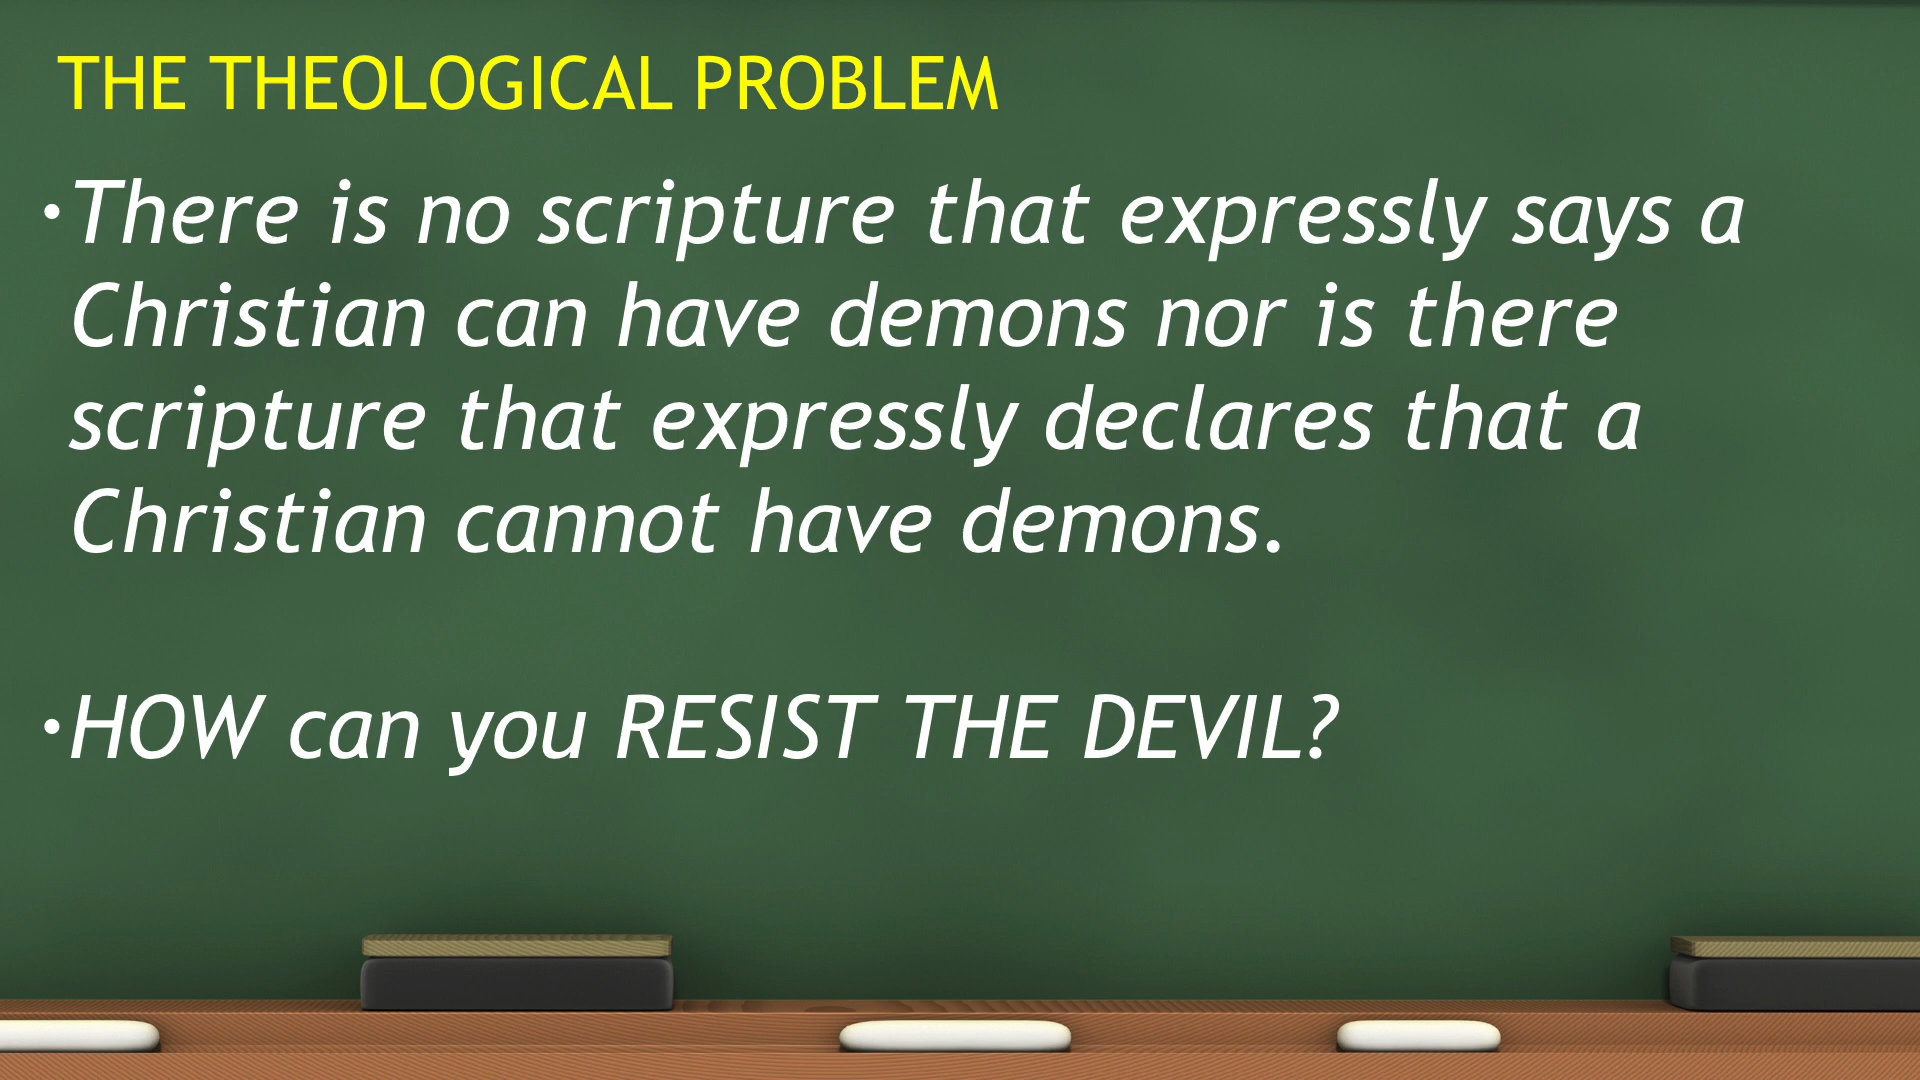 THE THEOLOGICAL PROBLEM
•There is no scripture that expressly says a
Christian can have demons nor is there
scripture that expressly declares that a
Christian cannot have demons.
•HOW can you RESIST THE DEVIL?